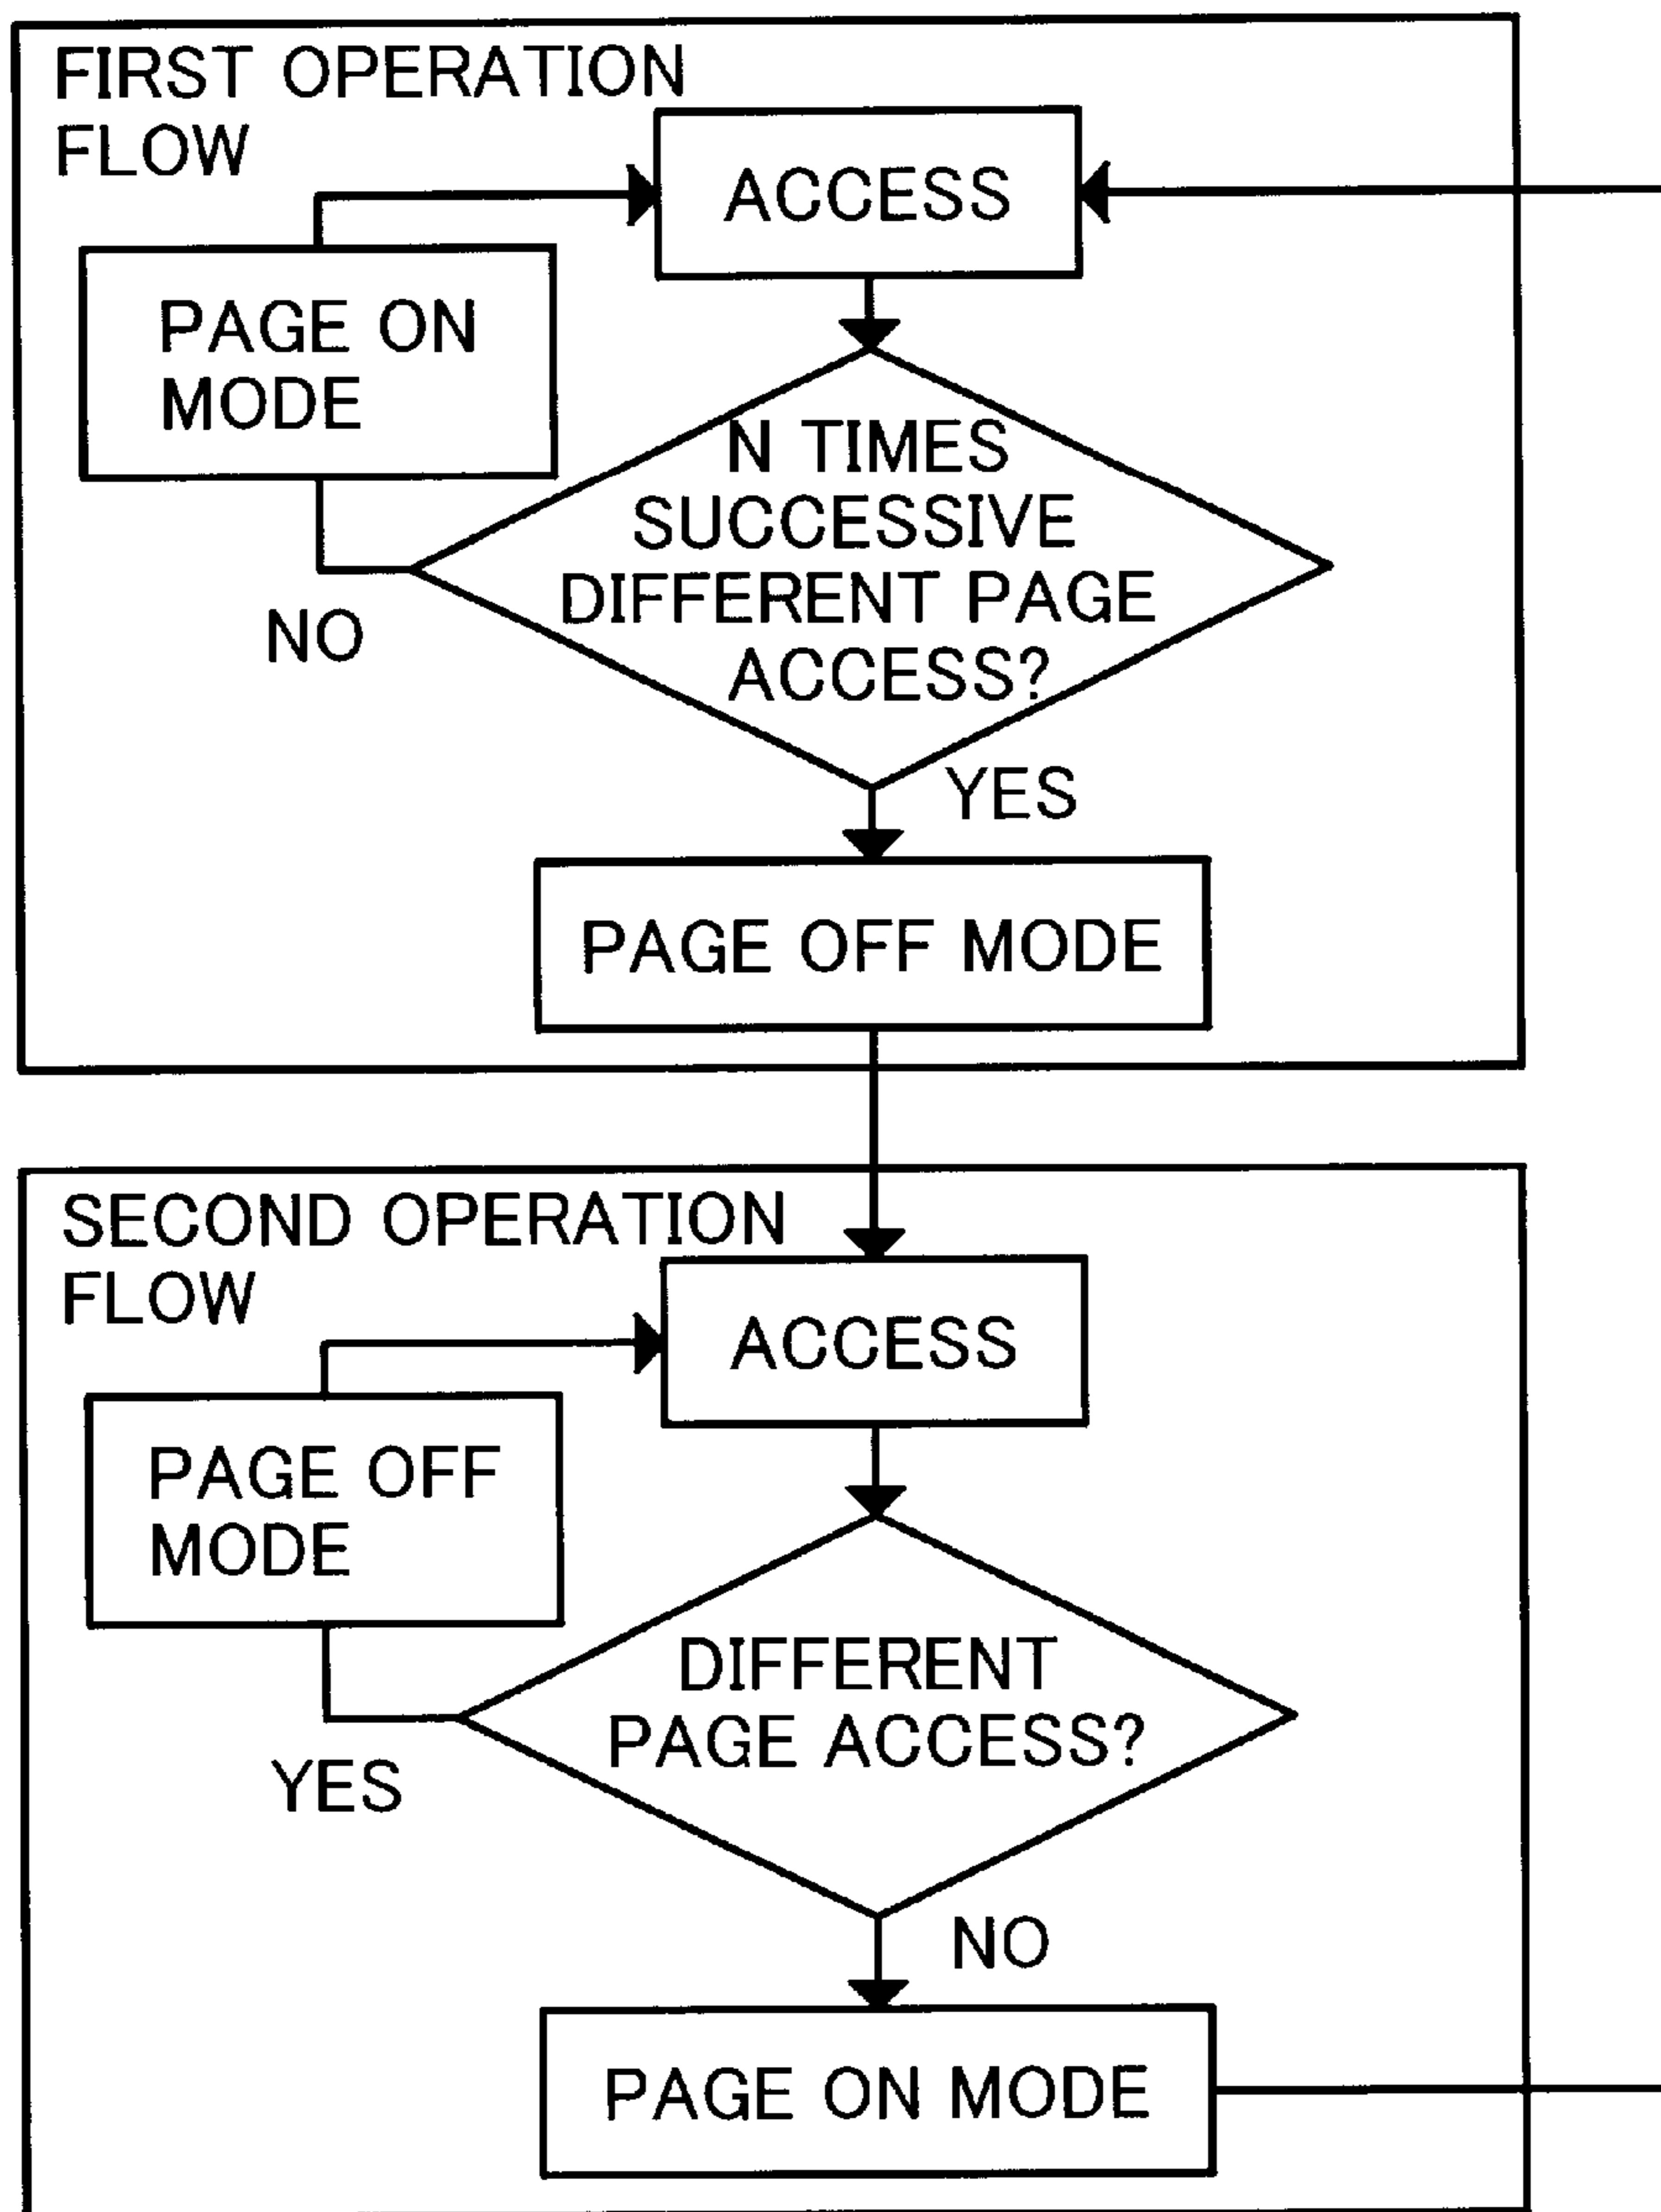 FIRST OPERATION
FLOW
ACCESS
PAGE ON
MODE
N TIMES
SUCCESSIVE
DIFFERENT PAGE
ACCESS?
NO
YES
PAGE OFF MODE
SECOND OPERATION
FLOW
ACCESS
PAGE OFF
MODE
DIFFERENT
PAGE ACCESS?
YES
NO
PAGE ON MODE